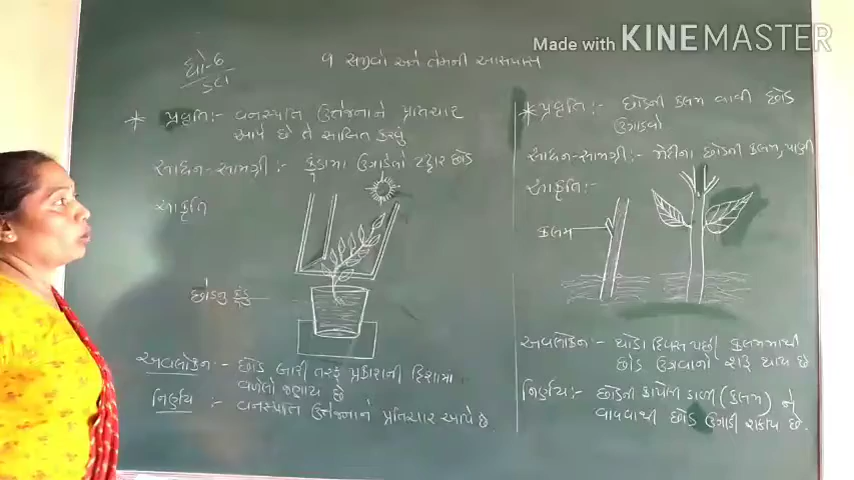 Made with KINEMASTER
ધો-6
SCI
૧ સજીવો અને તેમની આસપાસ
* પ્રવૃત્તિ:- વનસ્પતિ ઉત્તેજનાને પ્રતિચાર
આપે છે તે સાબિત કરવું
સાધન-સામગ્રી :- કૂંડામા ઉગાડેલો ટટ્ટાર છોડ
આકૃતિ
છોડનુ કૂંડુ
અવલોકન :- છોડ બારી તરફ પ્રકાશની દિશામા
વળેલો જણાય છે
નિર્ણય :- વનસ્પતિ ઉત્તેજનાને પ્રતિચાર આપે છે.
* પ્રવૃત્તિ:- છોડની કલમ વાવી છોડ
ઉગાડવો
સાધન-સામગ્રી:- મેંદીના છોડની કલમ, પાણી
આકૃતિ:-
કલમ
અવલોકન :- થોડા દિવસ પછી કલમમાથી
છોડ ઉગવાનો શરૂ થાય છે
નિર્ણય:- છોડની કાપેલી ડાળી (કલમ) ને
વાવવાથી છોડ ઉગાડી શકાય છે.